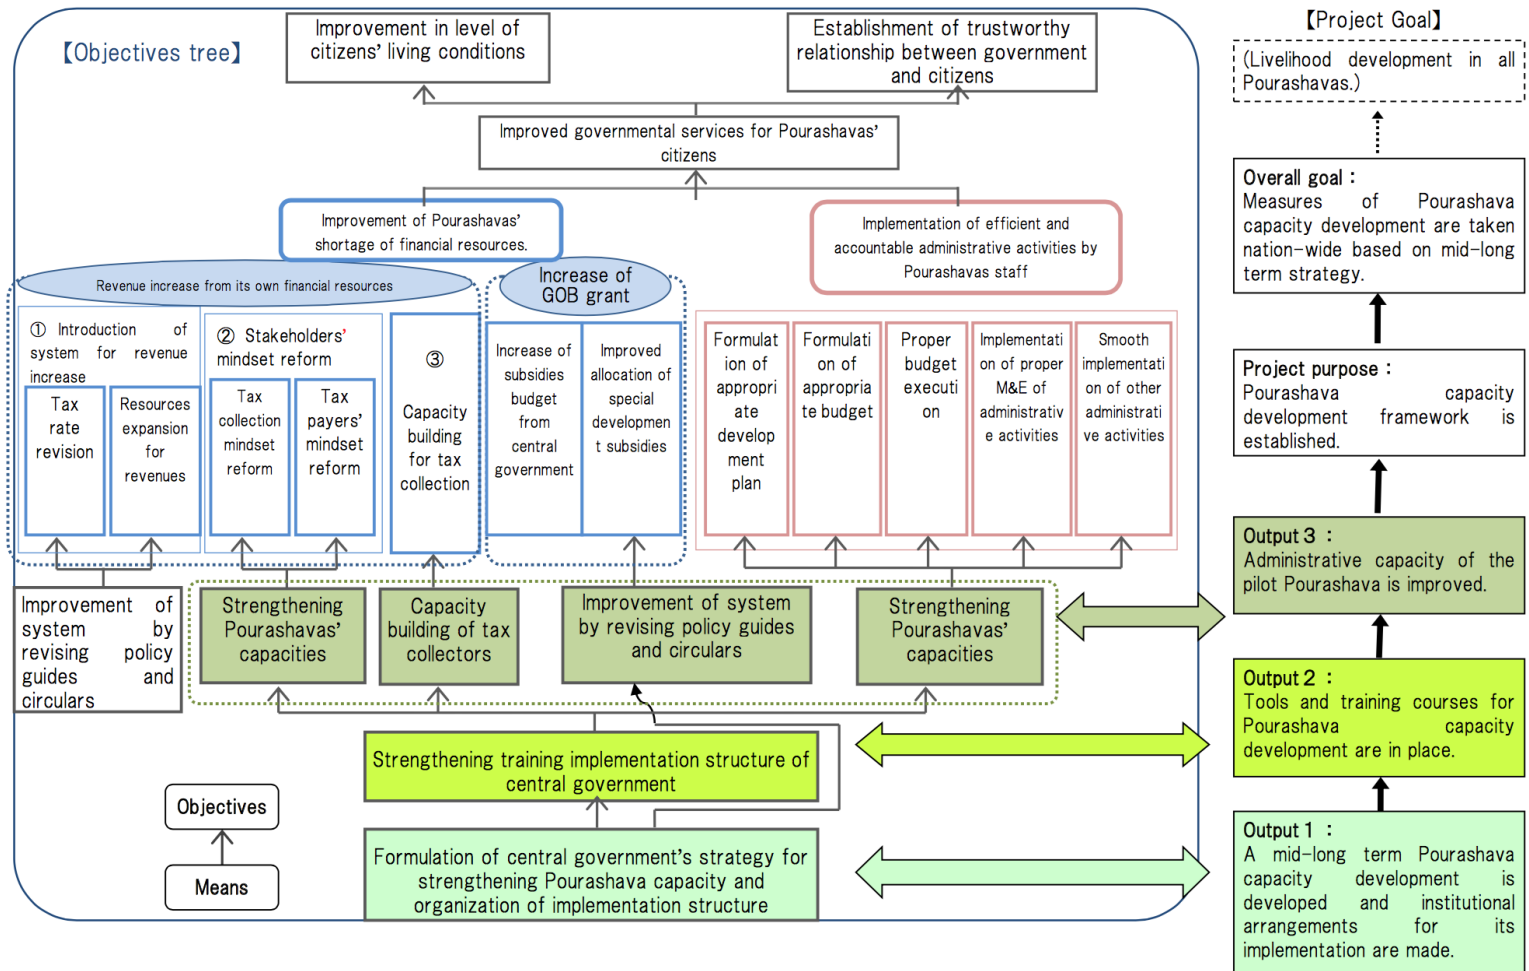 【Objectives tree】
Improvement in level of
citizens' living conditions
Establishment of trustworthy
relationship between government
and citizens
Improved governmental services for Pourashavas'
citizens
Improvement of Pourashavas'
shortage of financial resources.
Implementation of efficient and
accountable administrative activities by
Pourashavas staff
Revenue increase from its own financial resources
Increase of
GOB grant
① Introduction of
system for revenue
increase
Tax
rate
revision
Resources
expansion
for
revenues
② Stakeholders'
mindset reform
Tax
collection
mindset
reform
Tax
payers'
mindset
reform
③
Capacity
building
for tax
collection
Increase of
subsidies
budget
from
central
government
Improved
allocation of
special
developmen
t subsidies
Formulat
ion of
appropri
ate
develop
ment
plan
Formulati
on of
appropria
te budget
Proper
budget
executi
on
Implementati
on of proper
M&E of
administrativ
e activities
Smooth
implementati
on of other
administrati
ve activities
Improvement of
system by
revising policy
guides and
circulars
Strengthening
Pourashavas'
capacities
Capacity
building of tax
collectors
Improvement of system
by revising policy guides
and circulars
Strengthening
Pourashavas'
capacities
Strengthening training implementation structure of
central government
Formulation of central government's strategy for
strengthening Pourashava capacity and
organization of implementation structure
Objectives
Means
【Project Goal】
(Livelihood development in all
Pourashavas.)
Overall goal：
Measures of Pourashava
capacity development are taken
nation-wide based on mid-long
term strategy.
Project purpose：
Pourashava capacity
development framework is
established.
Output 3：
Administrative capacity of the
pilot Pourashava is improved.
Output 2：
Tools and training courses for
Pourashava capacity
development are in place.
Output 1 ：
A mid-long term Pourashava
capacity development is
developed and institutional
arrangements for its
implementation are made.